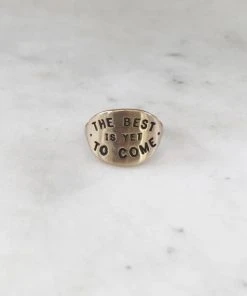 THE BEST
IS YET
TO COME